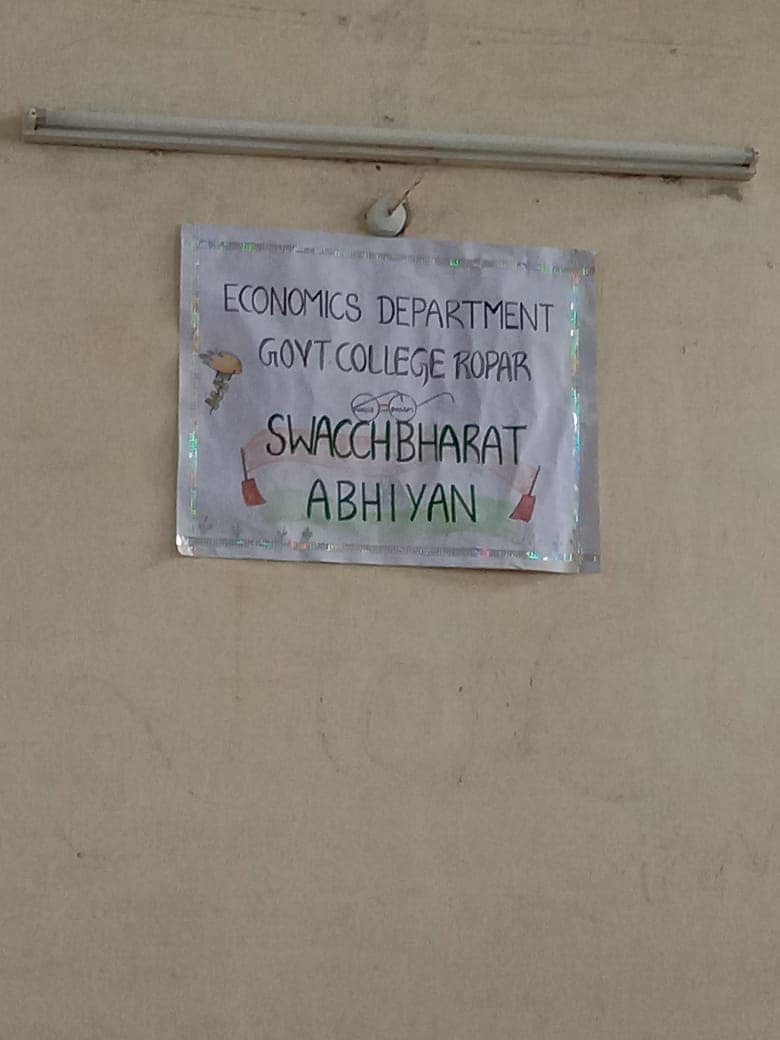 ECONOMICS DEPARTMENT
GOVT COLLEGE ROPAR
SWACCHBHARAT
ABHIYAN